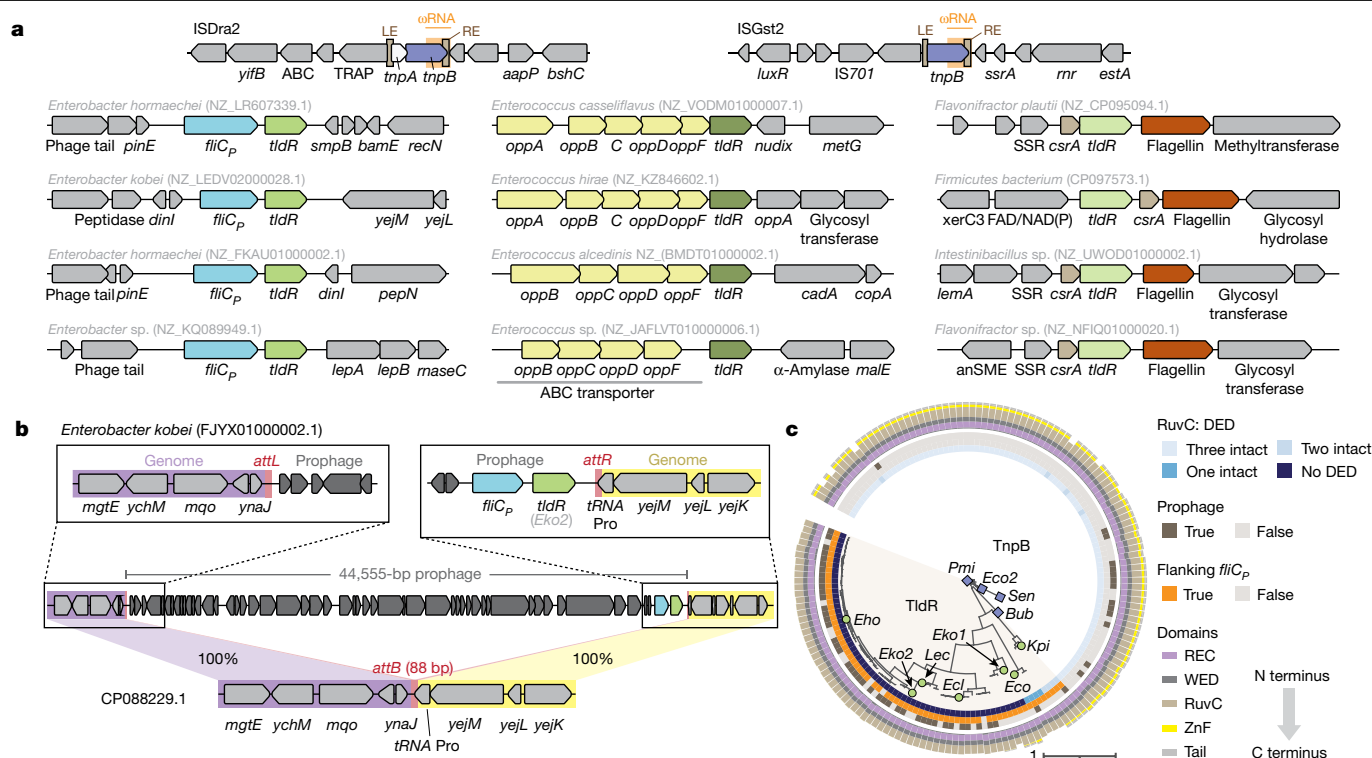 a
ISDra2
ωRNA
LE RE
yifB ABC TRAP tnpA tnpB aapP bshC
ISGst2
ωRNA
LE RE
luxR IS701 tnpB ssrA rnr estA
Enterobacter hormaechei (NZ_LR607339.1)
Phage tail pinE fliCP tldR smpB bamE recN
Enterobacter kobei (NZ_LEDV02000028.1)
Peptidase dinI fliCP tldR yejM yejL
Enterobacter hormaechei (NZ_FKAU01000002.1)
Phage tail pinE fliCP tldR dinI pepN
Enterobacter sp. (NZ_KQ089949.1)
Phage tail fliCP tldR lepA lepB rnaseC
Enterococcus casseliflavus (NZ_VODM01000007.1)
oppA oppB C oppD oppF tldR nudix metG
Enterococcus hirae (NZ_KZ846602.1)
oppA oppB C oppD oppF tldR oppA Glycosyl
transferase
Enterococcus alcedinis NZ_(BMDT01000002.1)
oppB oppC oppD oppF tldR cadA copA
Enterococcus sp. (NZ_JAFLVT010000006.1)
oppB oppC oppD oppF tldR α-Amylase malE
ABC transporter
Flavonifractor plautii (NZ_CP095094.1)
SSR csrA tldR Flagellin Methyltransferase
Firmicutes bacterium (CP097573.1)
xerC3 FAD/NAD(P) tldR csrA Flagellin Glycosyl
hydrolase
Intestinibacillus sp. (NZ_UWOD01000002.1)
lemA SSR csrA tldR Flagellin Glycosyl
transferase
Flavonifractor sp. (NZ_NFIQ01000020.1)
anSME SSR csrA tldR Flagellin Glycosyl
transferase
b
Enterobacter kobei (FJYX01000002.1)
Genome attL Prophage
mgtE ychM mqo ynaJ
Prophage attR Genome
fliCP tldR tRNA yejM yejL yejK
(Eko2) Pro
44,555-bp prophage
100% attB (88 bp) 100%
CP088229.1
mgtE ychM mqo ynaJ yejM yejL yejK
tRNA Pro
c
TnpB
Pmi
Eco2
Sen
Bub
TldR
Eho
Eko1
Kpi
Eko2 Lec
Ecl Eco
1
RuvC: DED
Three intact Two intact
One intact No DED
Prophage
True False
Flanking fliCP
True False
Domains
REC
WED
RuvC
ZnF
Tail
N terminus
C terminus